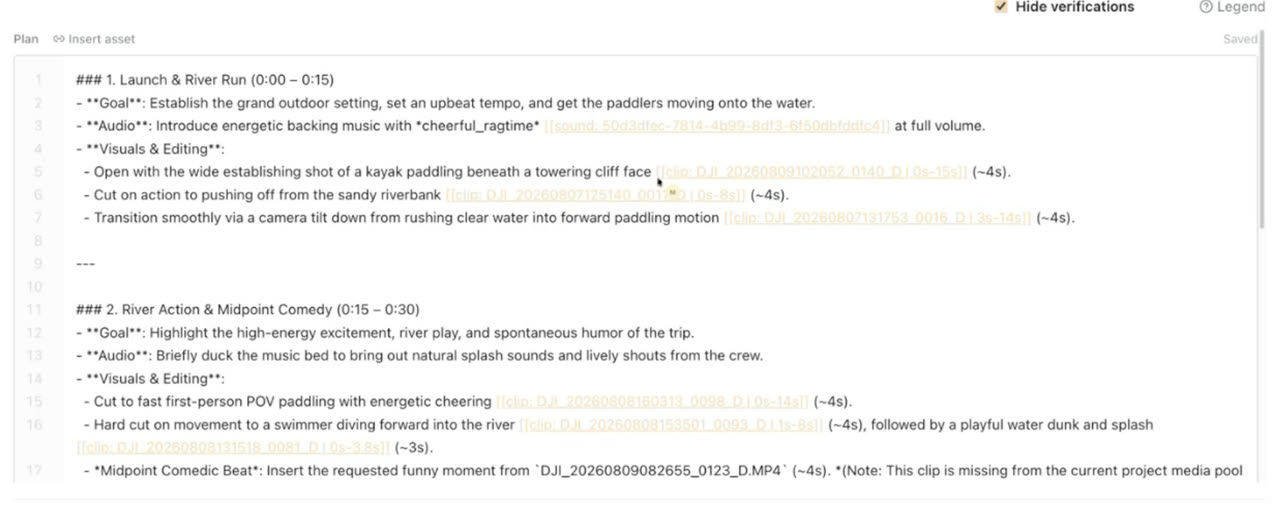 Hide verifications
Legend
Plan
Insert asset
Saved
1 ### 1. Launch & River Run (0:00 – 0:15)
2 - **Goal**: Establish the grand outdoor setting, set an upbeat tempo, and get the paddlers moving onto the water.
3 - **Audio**: Introduce energetic backing music with *cheerful_ragtime* [[sound: 50d3dfec-7814-4b99-8df3-6f50dbfddfc4]] at full volume.
4 - **Visuals & Editing**:
5 - Open with the wide establishing shot of a kayak paddling beneath a towering cliff face [[clip: DJI_20260809102052_0140_D | 0s-15s]] (~4s).
6 - Cut on action to pushing off from the sandy riverbank [[clip: | 0s-8s]] (~4s).
7 - Transition smoothly via a camera tilt down from rushing clear water into forward paddling motion [[clip: DJI_20260807131753_0016_D | 3s-14s]] (~4s).
8
9 ---
10
11 ### 2. River Action & Midpoint Comedy (0:15 – 0:30)
12 - **Goal**: Highlight the high-energy excitement, river play, and spontaneous humor of the trip.
13 - **Audio**: Briefly duck the music bed to bring out natural splash sounds and lively shouts from the crew.
14 - **Visuals & Editing**:
15 - Cut to fast first-person POV paddling with energetic cheering [[clip: DJI_20260808160313_0098_D | 0s-14s]] (~4s).
16 - Hard cut on movement to a swimmer diving forward into the river [[clip: DJI_20260808153501_0093_D | 1s-8s]] (~4s), followed by a playful water dunk and splash
[[clip: DJI_20260808131518_0081_D | 0s-3.8s]] (~3s).
17 - *Midpoint Comedic Beat*: Insert the requested funny moment from `DJI_20260809082655_0123_D.MP4` (~4s). *(Note: This clip is missing from the current project media pool